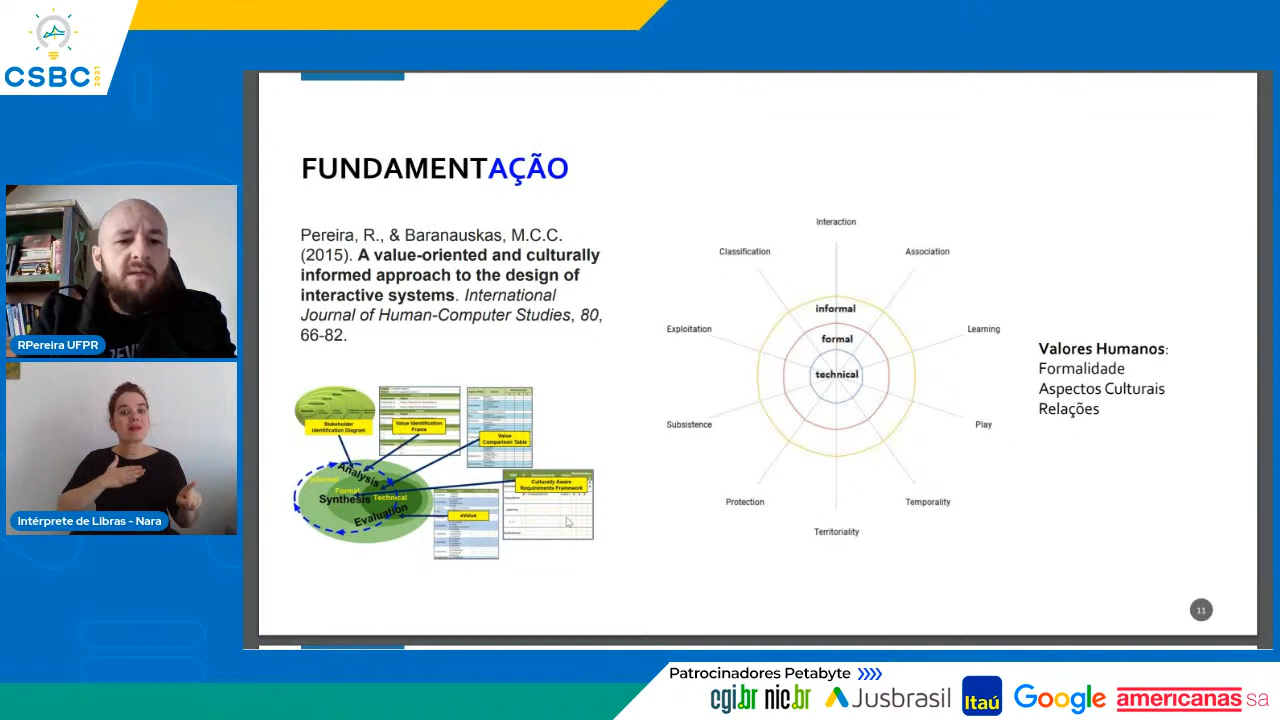 CSBC 2021
FUNDAMENTAÇÃO
Pereira, R., & Baranauskas, M.C.C.
(2015). A value-oriented and culturally
informed approach to the design of
interactive systems. International
Journal of Human-Computer Studies, 80,
66-82.
Stakeholder
Identification Diagram
Value Identification
Frame
Value
Comparison Table
Culturally Aware
Requirements Framework
eValue
Analysis
Synthesis
Evaluation
Informal
Formal
Technical
Interaction
Classification
Association
Exploitation
Learning
informal
formal
technical
Subsistence
Play
Protection
Temporality
Territoriality
Valores Humanos:
Formalidade
Aspectos Culturais
Relações
11
RPereira UFPR
Intérprete de Libras - Nara
Patrocinadores Petabyte
cgi.br nic.br Jusbrasil Itaú Google americanas sa